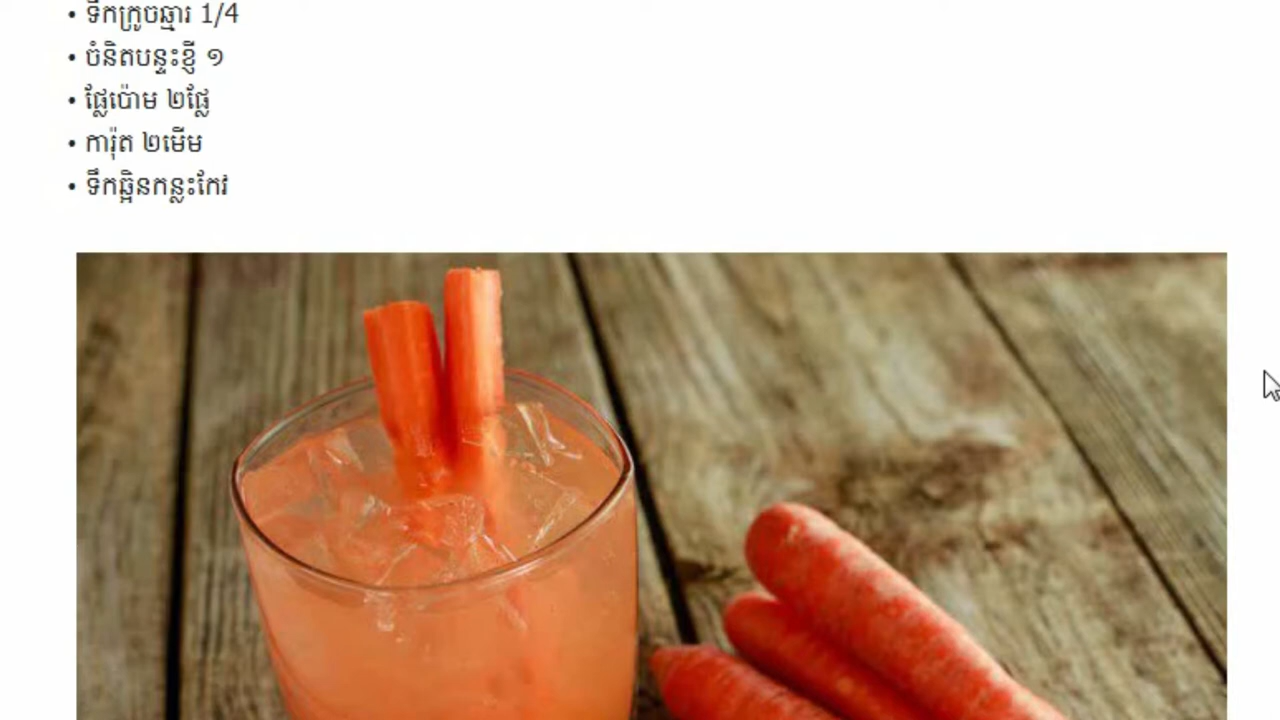 • ទឹកក្រូចឆ្មារ 1/4
• ចំនិតបន្ទះខ្ញី ១
• ផ្លែប៉ោម ២ផ្លែ
• ការ៉ុត ២មើម
• ទឹកឆ្អិនកន្លះកែវ